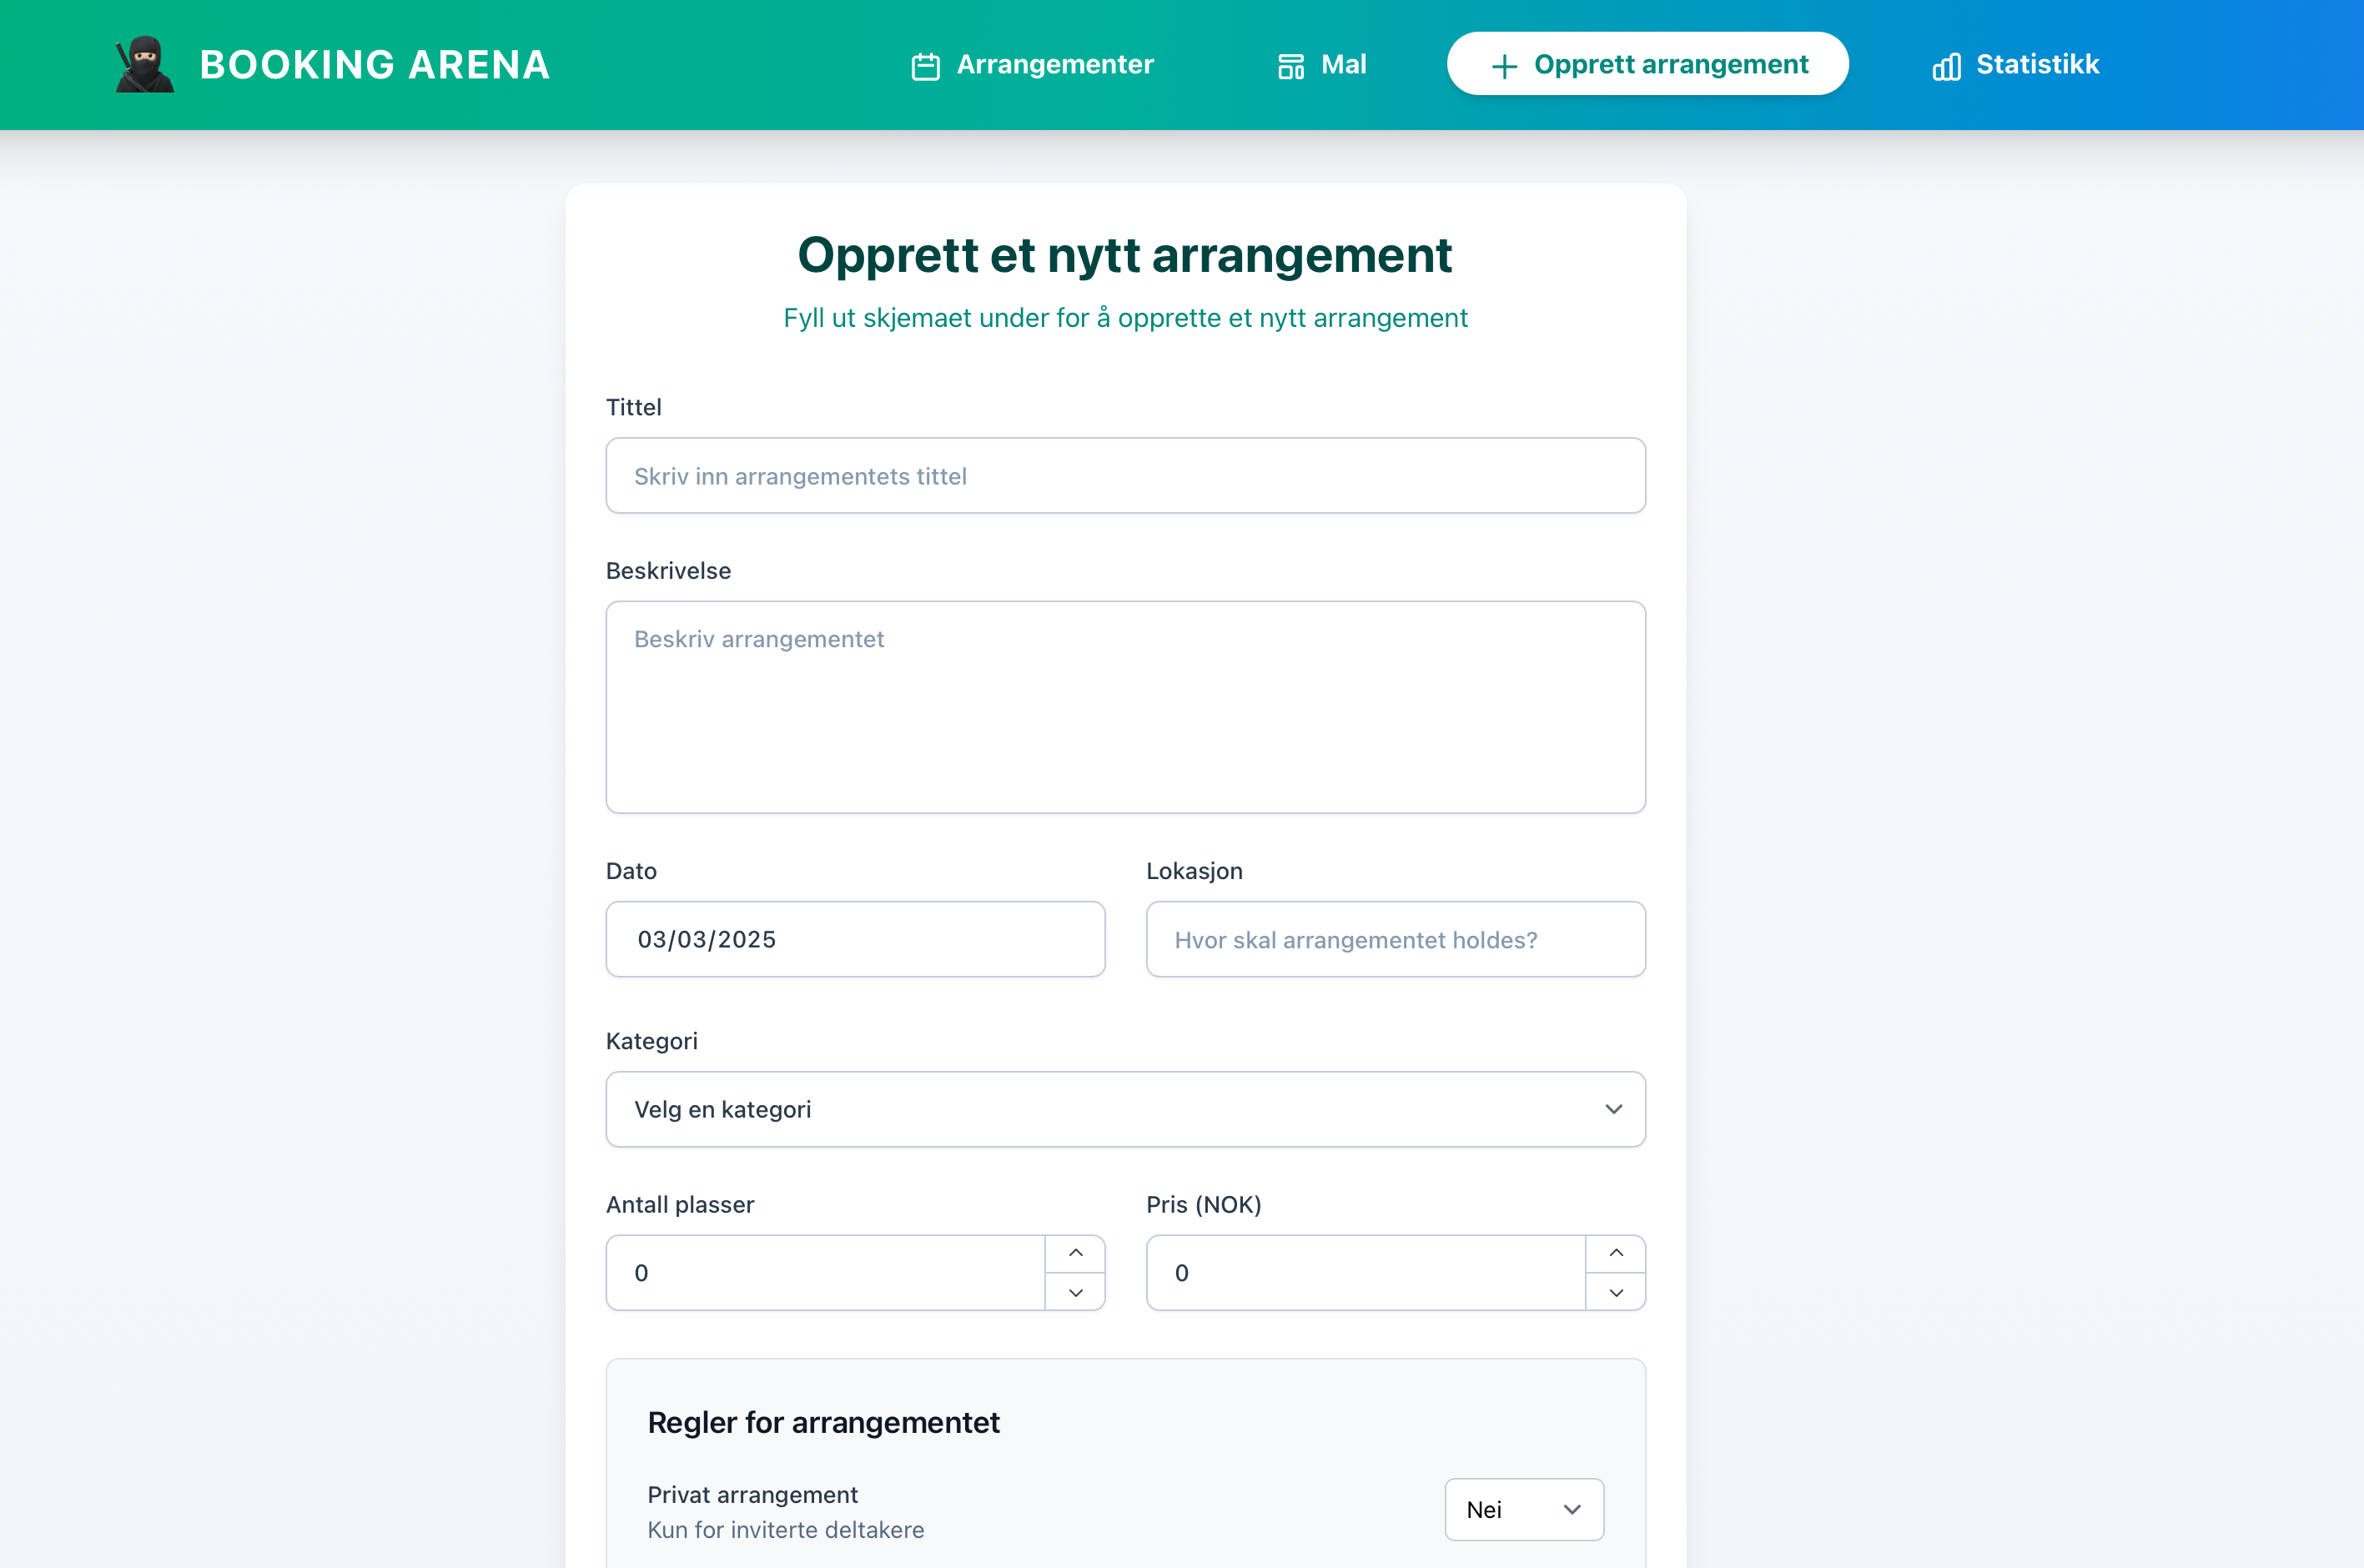 BOOKING ARENA
Arrangementer
Mal
Opprett arrangement
Statistikk
Opprett et nytt arrangement
Fyll ut skjemaet under for å opprette et nytt arrangement
Tittel
Skriv inn arrangementets tittel
Beskrivelse
Beskriv arrangementet
Dato
03/03/2025
Lokasjon
Hvor skal arrangementet holdes?
Kategori
Velg en kategori
Antall plasser
0
Pris (NOK)
0
Regler for arrangementet
Privat arrangement
Kun for inviterte deltakere
Nei